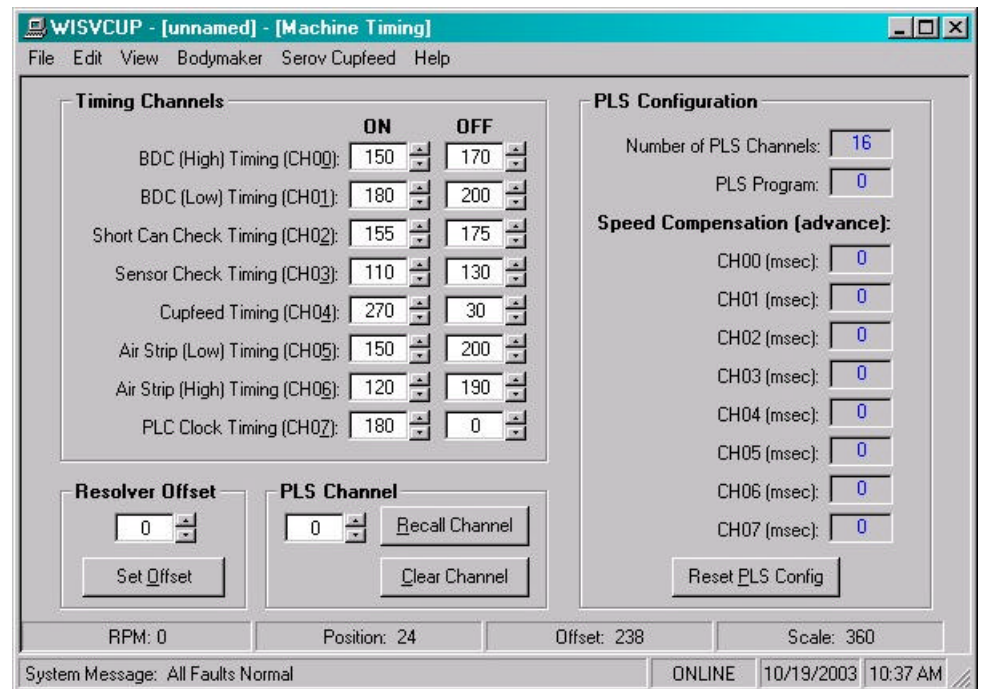 WISVCUP - [unnamed] - [Machine Timing]
File Edit View Bodymaker Serov Cupfeed Help
Timing Channels
ON OFF
BDC (High) Timing (CH00): 150 170
BDC (Low) Timing (CH01): 180 200
Short Can Check Timing (CH02): 155 175
Sensor Check Timing (CH03): 110 130
Cupfeed Timing (CH04): 270 30
Air Strip (Low) Timing (CH05): 150 200
Air Strip (High) Timing (CH06): 120 190
PLC Clock Timing (CH07): 180 0
Resolver Offset
0
Set Offset
PLS Channel
0
Recall Channel
Clear Channel
PLS Configuration
Number of PLS Channels: 16
PLS Program: 0
Speed Compensation (advance):
CH00 (msec): 0
CH01 (msec): 0
CH02 (msec): 0
CH03 (msec): 0
CH04 (msec): 0
CH05 (msec): 0
CH06 (msec): 0
CH07 (msec): 0
Reset PLS Config
RPM: 0 Position: 24 Offset: 238 Scale: 360
System Message: All Faults Normal ONLINE 10/19/2003 10:37 AM